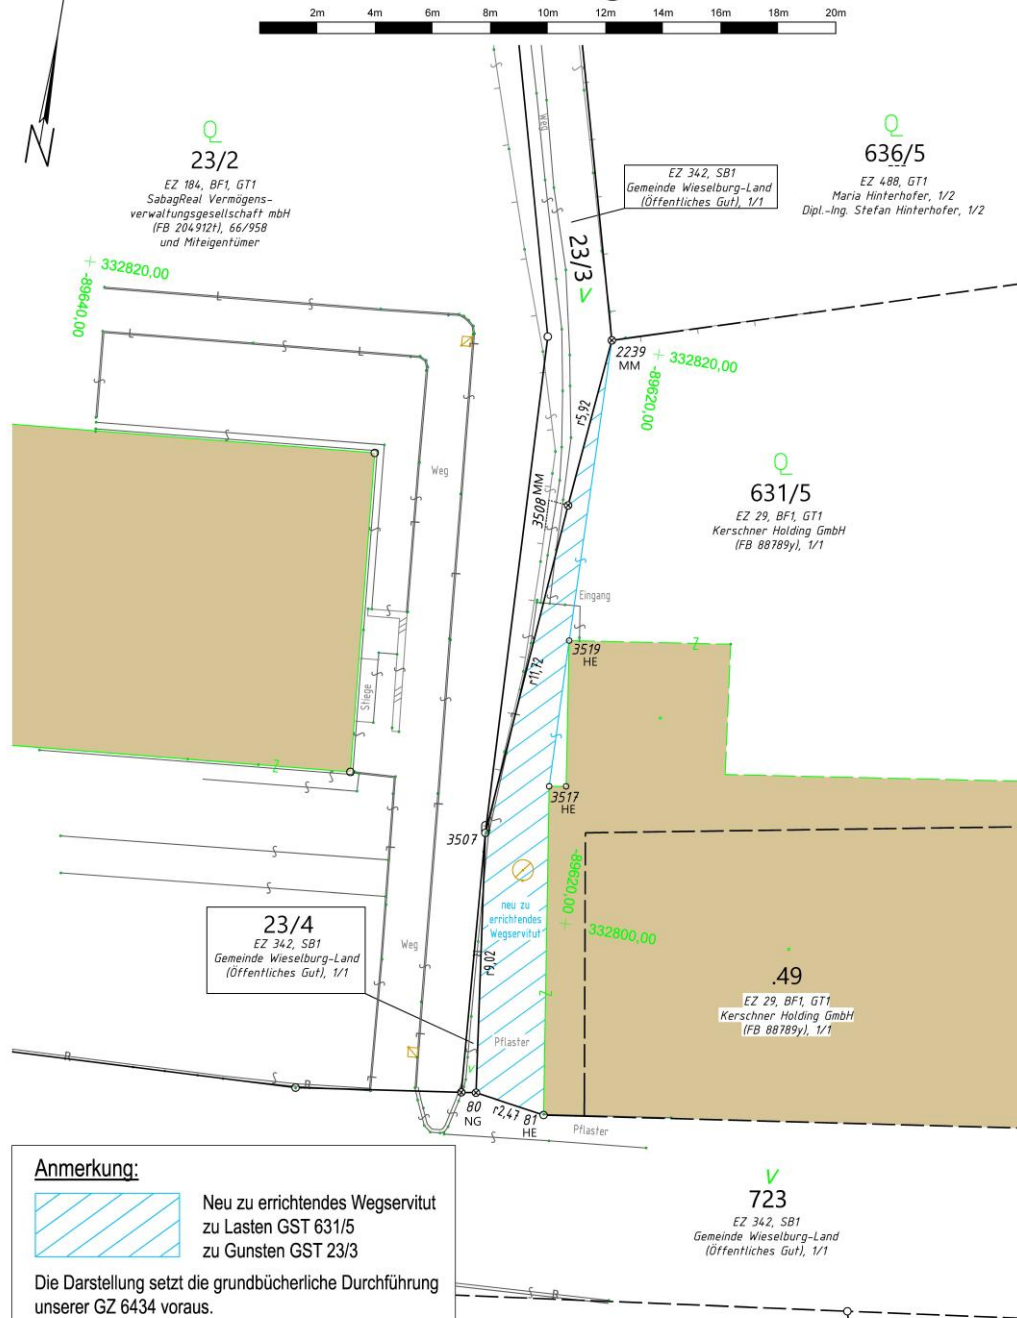 2m 4m 6m 8m 10m 12m 14m 16m 18m 20m
N
23/2
EZ 184, BF1, GT1
SabagReal Vermögens-
verwaltungsgesellschaft mbH
(FB 204912t), 66/958
und Miteigentümer
332820,00
-89640,00
Weg
EZ 342, SB1
Gemeinde Wieselburg-Land
(Öffentliches Gut), 1/1
23/3
636/5
EZ 488, GT1
Maria Hinterhofer, 1/2
Dipl.-Ing. Stefan Hinterhofer, 1/2
2239
MM
332820,00
-89620,00
r5,92
Weg
3508 MM
631/5
EZ 29, BF1, GT1
Kerschner Holding GmbH
(FB 88789y), 1/1
Eingang
3519
HE
r11,72
Stiege
3517
HE
3507
-89620,00
332800,00
neu zu
errichtendes
Wegservitut
23/4
EZ 342, SB1
Gemeinde Wieselburg-Land
(Öffentliches Gut), 1/1
Weg
r9,02
.49
EZ 29, BF1, GT1
Kerschner Holding GmbH
(FB 88789y), 1/1
Pflaster
80
NG
r2,47
81
HE
Pflaster
723
EZ 342, SB1
Gemeinde Wieselburg-Land
(Öffentliches Gut), 1/1
Anmerkung:
Neu zu errichtendes Wegservitut
zu Lasten GST 631/5
zu Gunsten GST 23/3
Die Darstellung setzt die grundbücherliche Durchführung
unserer GZ 6434 voraus.